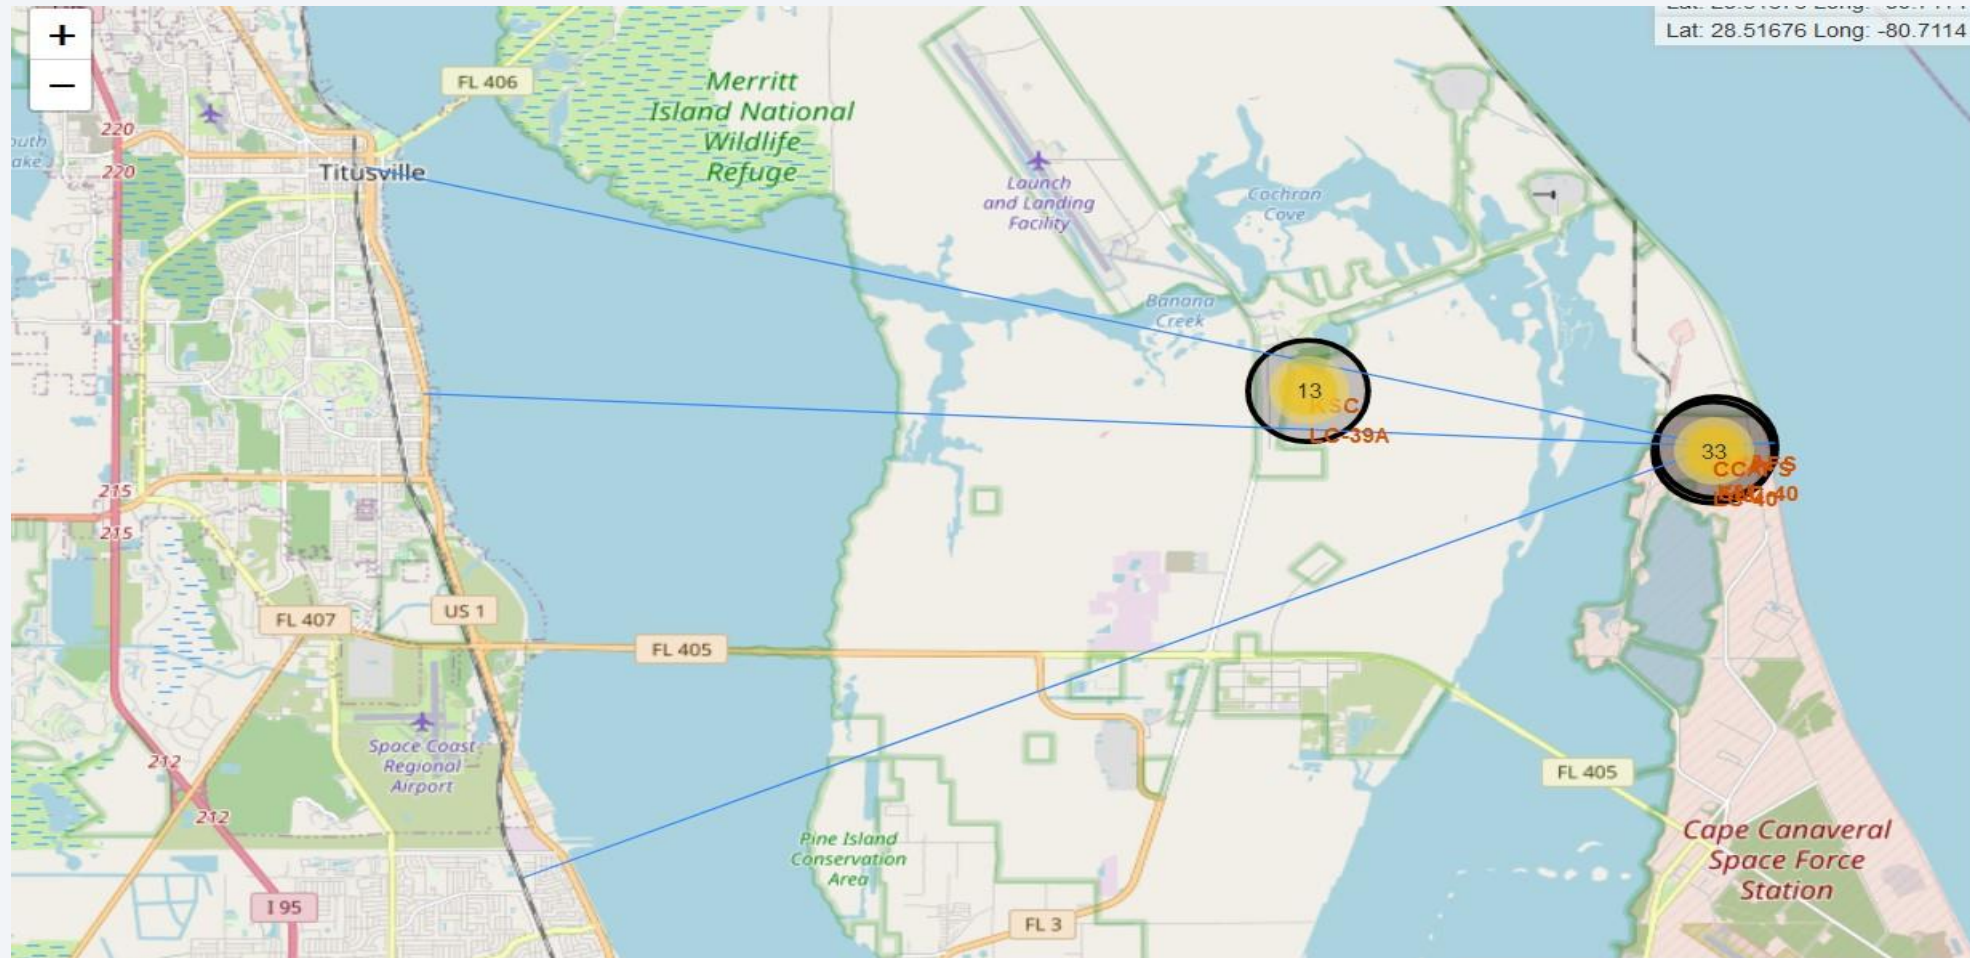 +
−
Lat: 28.51676 Long: -80.7114
FL 406
Merritt
Island National
Wildlife
Refuge
220
220
Titusville
Launch
and Landing
Facility
Cochran
Cove
Banana
Creek
13
KSC
LC-39A
33
215
215
FL 407
US 1
FL 405
Space Coast
Regional
Airport
212
212
FL 405
Pine Island
Conservation
Area
Cape Canaveral
Space Force
Station
I 95
FL 3